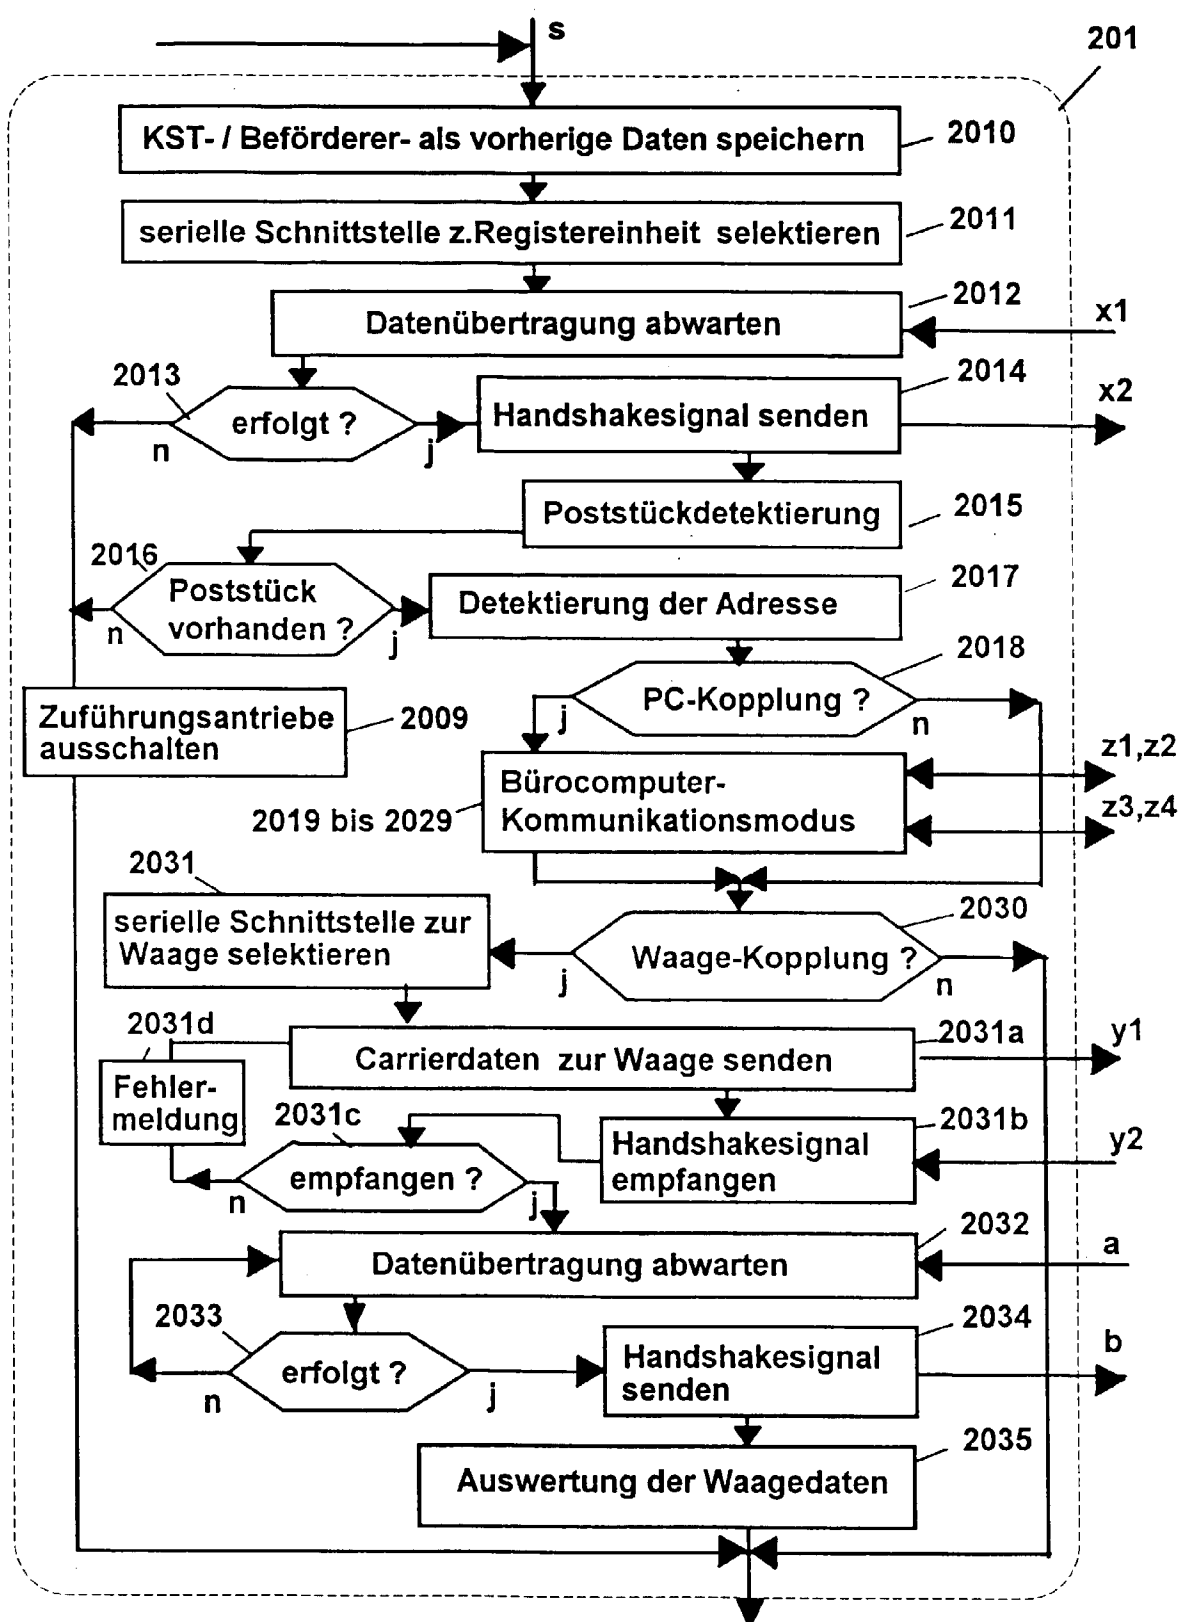 s
201
KST- / Beförderer- als vorherige Daten speichern
2010
serielle Schnittstelle z.Registereinheit selektieren
2011
Datenübertragung abwarten
2012
x1
2013
erfolgt ?
n
j
Handshakesignal senden
2014
x2
Poststückdetektierung
2015
2016
Poststück
vorhanden ?
n
j
Detektierung der Adresse
2017
PC-Kopplung ?
2018
j
n
Zuführungsantriebe
ausschalten
2009
Bürocomputer-
Kommunikationsmodus
2019 bis 2029
z1,z2
z3,z4
2031
serielle Schnittstelle zur
Waage selektieren
Waage-Kopplung ?
2030
j
n
Carrierdaten zur Waage senden
2031a
y1
2031d
Fehler-
meldung
2031c
empfangen ?
n
j
Handshakesignal
empfangen
2031b
y2
Datenübertragung abwarten
2032
a
2033
erfolgt ?
n
j
Handshakesignal
senden
2034
b
Auswertung der Waagedaten
2035